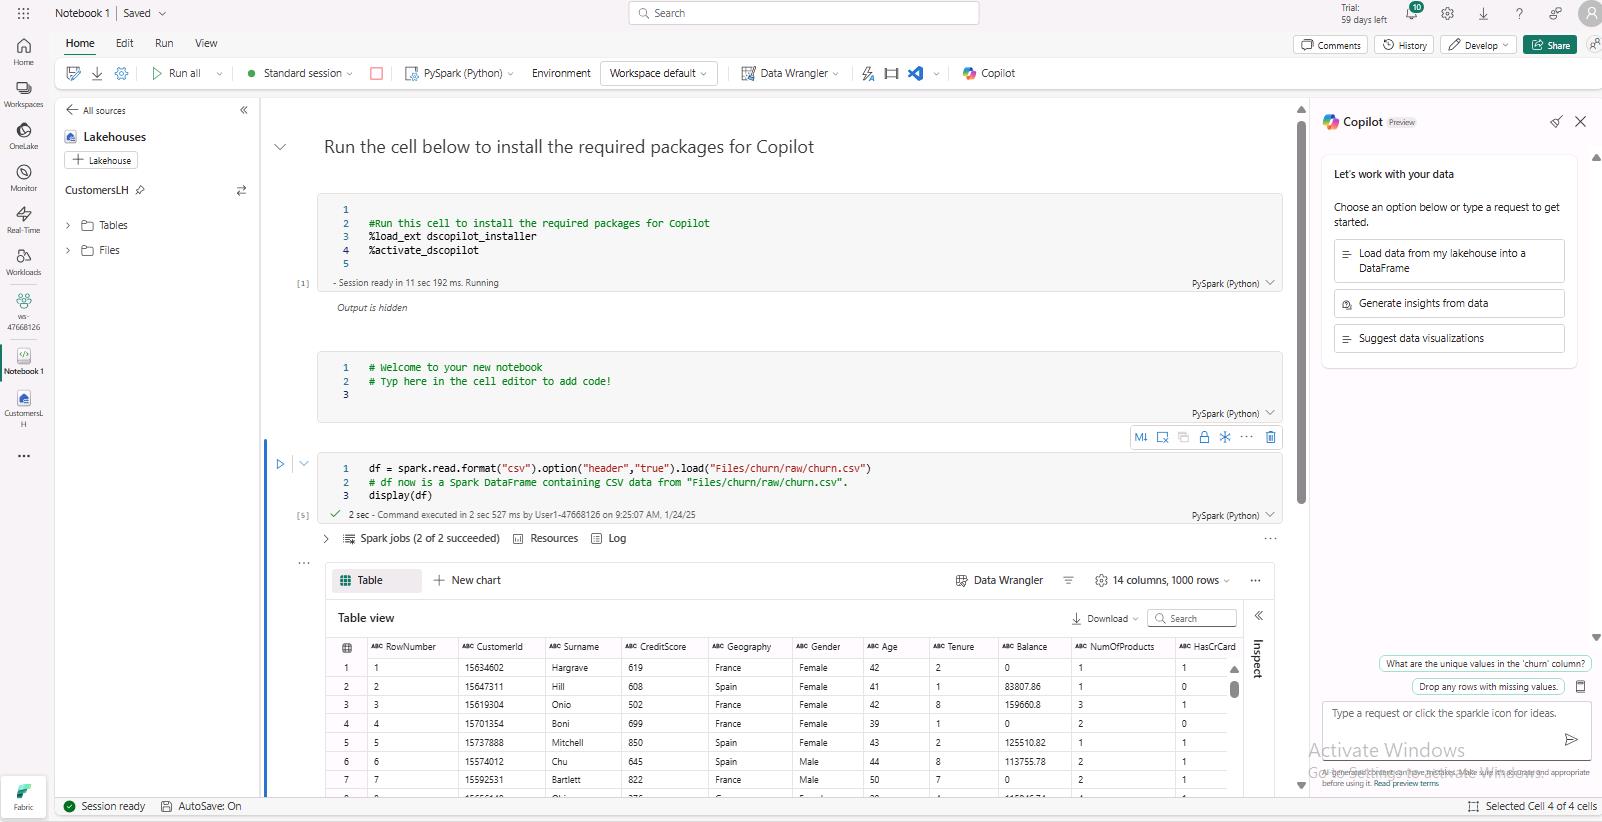 Notebook 1 | Saved
Search
Trial:
59 days left
10
Home
Edit
Run
View
Comments
History
Develop
Share
Run all
Standard session
PySpark (Python)
Environment
Workspace default
Data Wrangler
Copilot
Home
Workspaces
OneLake
Monitor
Real-Time
Workloads
ws-
47668126
Notebook 1
CustomersL
H
Fabric
All sources
Lakehouses
+ Lakehouse
CustomersLH
Tables
Files
Run the cell below to install the required packages for Copilot
1
2 #Run this cell to install the required packages for Copilot
3 %load_ext dscopilot_installer
4 %activate_dscopilot
5
[1] - Session ready in 11 sec 192 ms. Running
PySpark (Python)
Output is hidden
1 # Welcome to your new notebook
2 # Typ here in the cell editor to add code!
3
PySpark (Python)
M↓
1 df = spark.read.format("csv").option("header","true").load("Files/churn/raw/churn.csv")
2 # df now is a Spark DataFrame containing CSV data from "Files/churn/raw/churn.csv".
3 display(df)
[5] 2 sec - Command executed in 2 sec 527 ms by User1-47668126 on 9:25:07 AM, 1/24/25
PySpark (Python)
Spark jobs (2 of 2 succeeded) Resources Log
Table
+ New chart
Data Wrangler
14 columns, 1000 rows
Table view
Download
Search
Inspect
ABC RowNumber ABC CustomerId ABC Surname ABC CreditScore ABC Geography ABC Gender ABC Age ABC Tenure ABC Balance ABC NumOfProducts ABC HasCrCard
1 1 15634602 Hargrave 619 France Female 42 2 0 1 1
2 2 15647311 Hill 608 Spain Female 41 1 83807.86 1 0
3 3 15619304 Onio 502 France Female 42 8 159660.8 3 1
4 4 15701354 Boni 699 France Female 39 1 0 2 0
5 5 15737888 Mitchell 850 Spain Female 43 2 125510.82 1 1
6 6 15574012 Chu 645 Spain Male 44 8 113755.78 2 1
7 7 15592531 Bartlett 822 France Male 50 7 0 2 1
Copilot Preview
Let's work with your data
Choose an option below or type a request to get
started.
Load data from my lakehouse into a
DataFrame
Generate insights from data
Suggest data visualizations
What are the unique values in the 'churn' column?
Drop any rows with missing values.
Type a request or click the sparkle icon for ideas.
Activate Windows
Go to Settings to activate Windows.
AI-generated content can have mistakes. Make sure it's accurate and appropriate
before using it. Read preview terms
Session ready
AutoSave: On
Selected Cell 4 of 4 cells